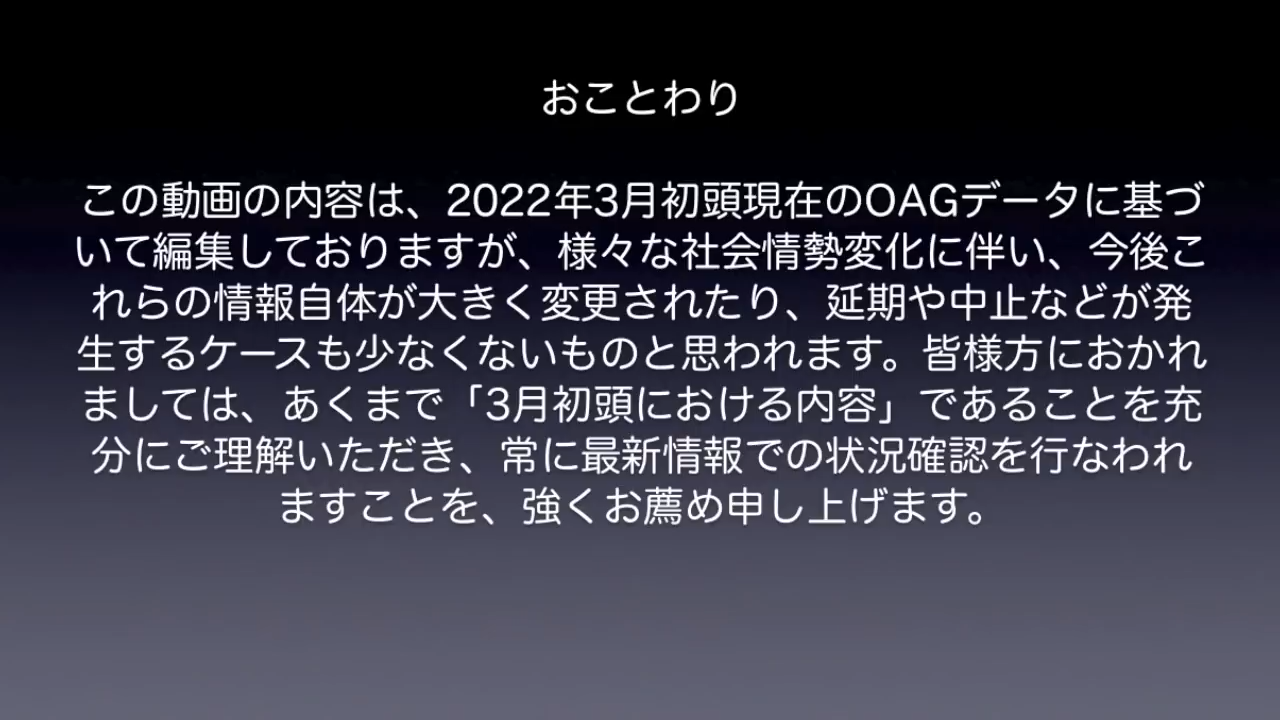 おことわり
この動画の内容は、2022年3月初頭現在のOAGデータに基づ
いて編集しておりますが、様々な社会情勢変化に伴い、今後こ
れらの情報自体が大きく変更されたり、延期や中止などが発
生するケースも少なくないものと思われます。皆様方におかれ
ましては、あくまで「3月初頭における内容」であることを充
分にご理解いただき、常に最新情報での状況確認を行なわれ
ますことを、強くお薦め申し上げます。